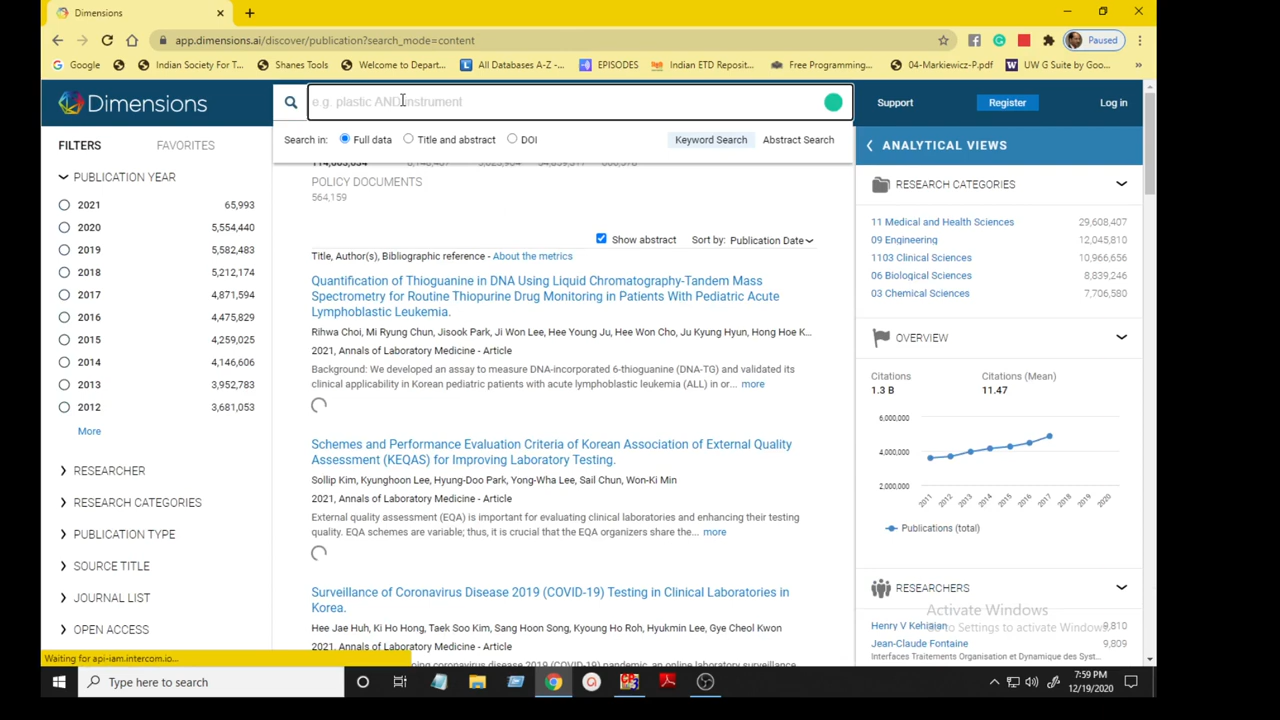 Dimensions
app.dimensions.ai/discover/publication?search_mode=content
Paused
Google
Indian Society For T...
Shanes Tools
Welcome to Depart...
All Databases A-Z -...
EPISODES
Indian ETD Reposit...
Free Programming...
04-Markiewicz-P.pdf
UW G Suite by Goo...
»
Dimensions
e.g. plastic AND instrument
Support
Register
Log in
Search in:
Full data
Title and abstract
DOI
Keyword Search
Abstract Search
FILTERS
FAVORITES
PUBLICATION YEAR
2021 65,993
2020 5,554,440
2019 5,582,483
2018 5,212,174
2017 4,871,594
2016 4,475,829
2015 4,259,025
2014 4,146,606
2013 3,952,783
2012 3,681,053
More
RESEARCHER
RESEARCH CATEGORIES
PUBLICATION TYPE
SOURCE TITLE
JOURNAL LIST
OPEN ACCESS
POLICY DOCUMENTS
564,159
Show abstract
Sort by: Publication Date
Title, Author(s), Bibliographic reference - About the metrics
Quantification of Thioguanine in DNA Using Liquid Chromatography-Tandem Mass
Spectrometry for Routine Thiopurine Drug Monitoring in Patients With Pediatric Acute
Lymphoblastic Leukemia.
Rihwa Choi, Mi Ryung Chun, Jisook Park, Ji Won Lee, Hee Young Ju, Hee Won Cho, Ju Kyung Hyun, Hong Hoe K...
2021, Annals of Laboratory Medicine - Article
Background: We developed an assay to measure DNA-incorporated 6-thioguanine (DNA-TG) and validated its
clinical applicability in Korean pediatric patients with acute lymphoblastic leukemia (ALL) in or... more
Schemes and Performance Evaluation Criteria of Korean Association of External Quality
Assessment (KEQAS) for Improving Laboratory Testing.
Sollip Kim, Kyunghoon Lee, Hyung-Doo Park, Yong-Wha Lee, Sail Chun, Won-Ki Min
2021, Annals of Laboratory Medicine - Article
External quality assessment (EQA) is important for evaluating clinical laboratories and enhancing their testing
quality. EQA schemes are variable; thus, it is crucial that the EQA organizers share the... more
Surveillance of Coronavirus Disease 2019 (COVID-19) Testing in Clinical Laboratories in
Korea.
Hee Jae Huh, Ki Ho Hong, Taek Soo Kim, Sang Hoon Song, Kyoung Ho Roh, Hyukmin Lee, Gye Cheol Kwon
2021, Annals of Laboratory Medicine - Article
ANALYTICAL VIEWS
RESEARCH CATEGORIES
11 Medical and Health Sciences 29,608,407
09 Engineering 12,045,810
1103 Clinical Sciences 10,966,656
06 Biological Sciences 8,839,246
03 Chemical Sciences 7,706,580
OVERVIEW
Citations
1.3 B
Citations (Mean)
11.47
6,000,000
4,000,000
2,000,000
2011 2012 2013 2014 2015 2016 2017 2018 2019 2020
Publications (total)
RESEARCHERS
Activate Windows
Go to Settings to activate Windows.
Henry V Kehiaian 9,810
Jean-Claude Fontaine 9,809
Interfaces Traitements Organisation et Dynamique des Syst...
Waiting for api-iam.intercom.io...
Type here to search
7:59 PM
12/19/2020